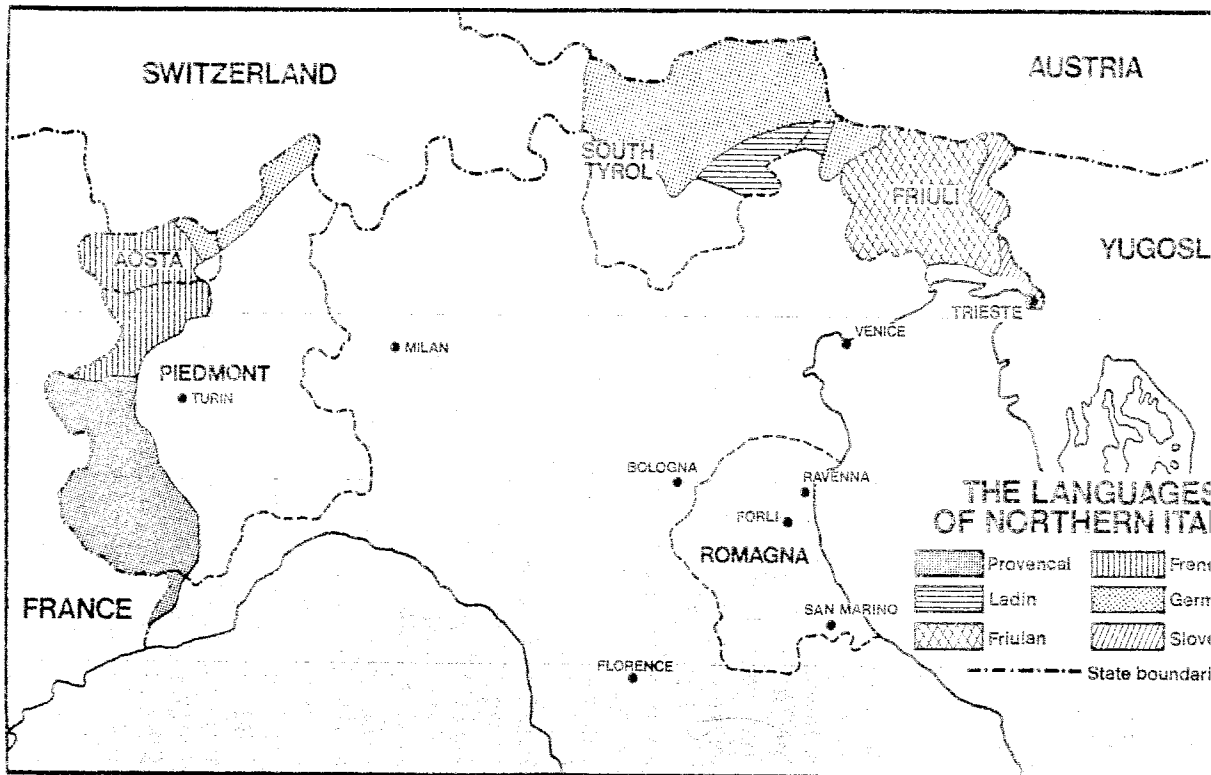 SWITZERLAND
AUSTRIA
SOUTH
TYROL
FRIULI
AOSTA
YUGOSL
TRIESTE
VENICE
MILAN
PIEDMONT
TURIN
BOLOGNA
RAVENNA
FORLI
ROMAGNA
SAN MARINO
FLORENCE
FRANCE
THE LANGUAGES
OF NORTHERN ITA
Provencal
Fren
Ladin
Germ
Friulan
Slove
State boundari